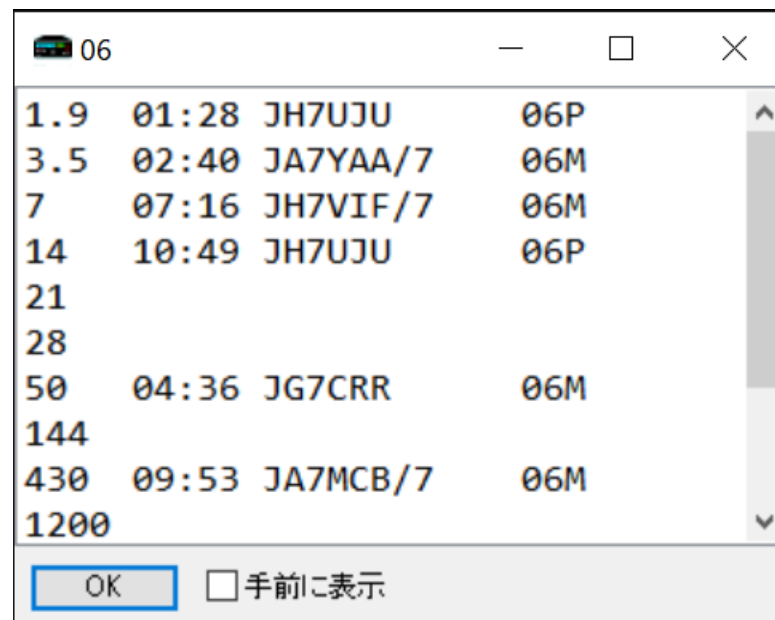 06
1.9 01:28 JH7UJU 06P
3.5 02:40 JA7YAA/7 06M
7 07:16 JH7VIF/7 06M
14 10:49 JH7UJU 06P
21
28
50 04:36 JG7CRR 06M
144
430 09:53 JA7MCB/7 06M
1200
OK 手前に表示